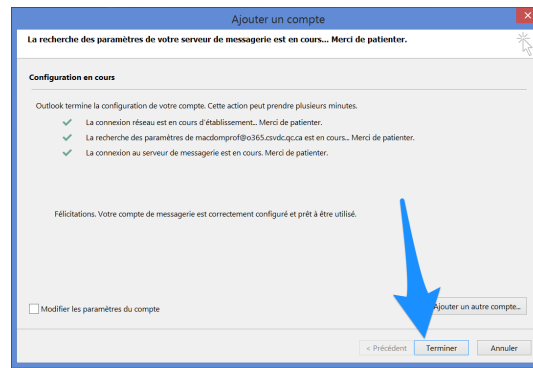 Ajouter un compte
La recherche des paramètres de votre serveur de messagerie est en cours... Merci de patienter.
Configuration en cours
Outlook termine la configuration de votre compte. Cette action peut prendre plusieurs minutes.
La connexion réseau est en cours d'établissement... Merci de patienter.
La recherche des paramètres de macdomprof@o365.csvdc.qc.ca est en cours... Merci de patienter.
La connexion au serveur de messagerie est en cours. Merci de patienter.
Félicitations. Votre compte de messagerie est correctement configuré et prêt à être utilisé.
Modifier les paramètres du compte
Ajouter un autre compte...
< Précédent Terminer Annuler